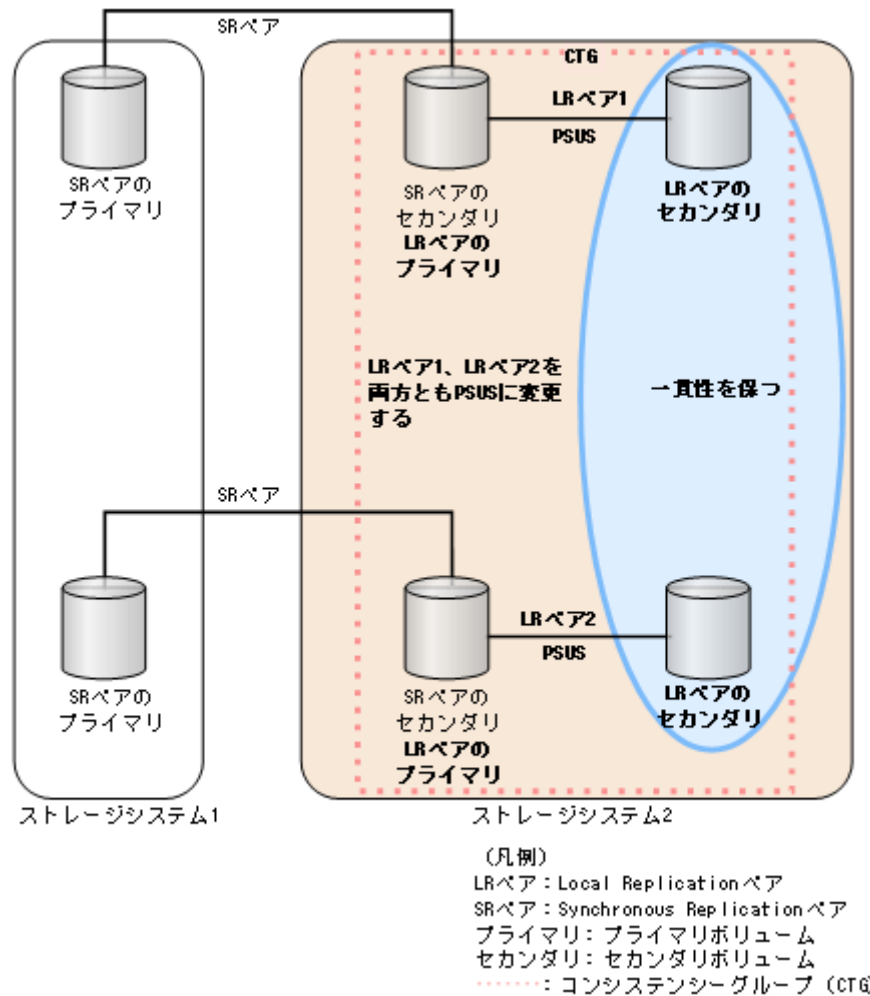 SRペア
CTG
LRペア1
PSUS
SRペアの
プライマリ
SRペアの
セカンダリ
LRペアの
プライマリ
LRペアの
セカンダリ
LRペア1、LRペア2を
両方ともPSUSに変更
する
一貫性を保つ
SRペア
LRペア2
PSUS
SRペアの
プライマリ
SRペアの
セカンダリ
LRペアの
プライマリ
LRペアの
セカンダリ
ストレージシステム1
ストレージシステム2
(凡例)
LRペア：Local Replicationペア
SRペア：Synchronous Replicationペア
プライマリ：プライマリボリューム
セカンダリ：セカンダリボリューム
：コンシステンシーグループ (CTG)